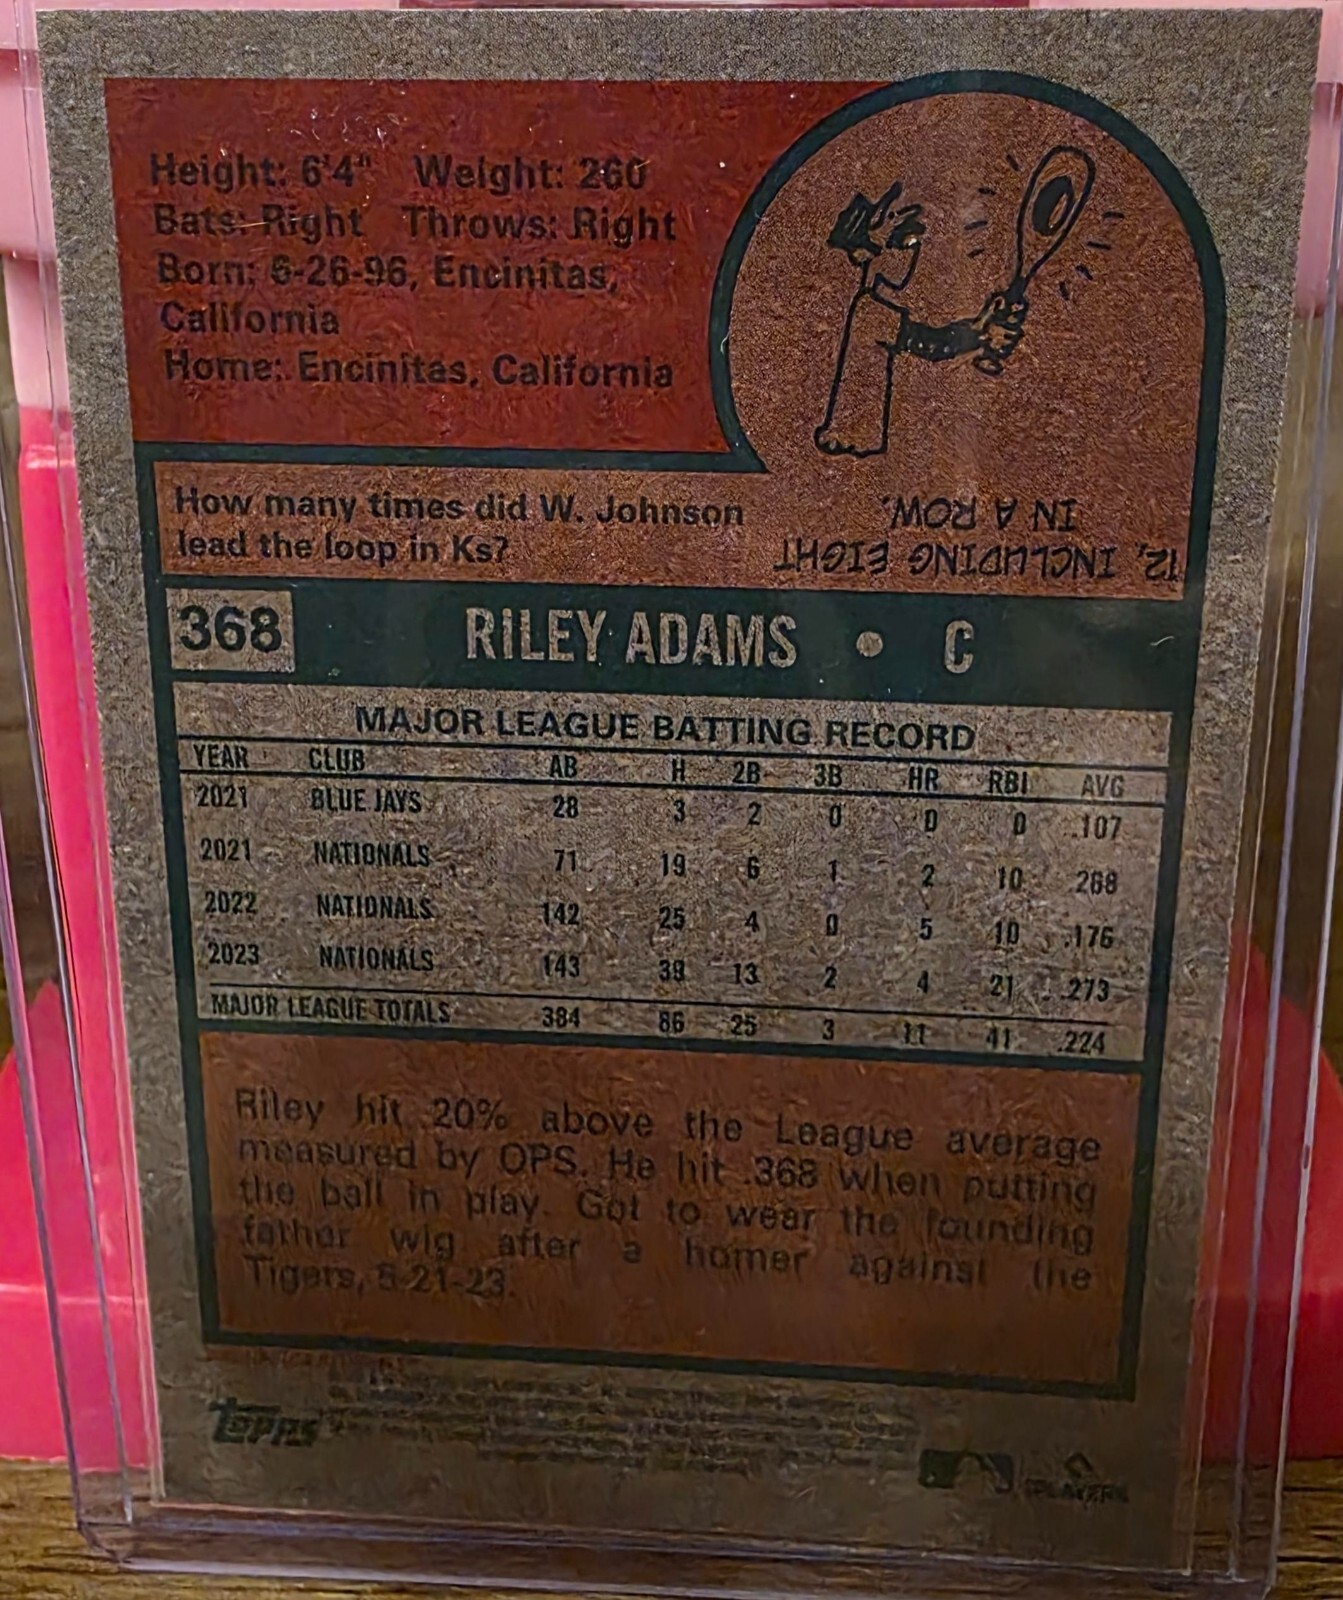 Height: 6'4" Weight: 260
Bats: Right Throws: Right
Born: 6-26-96, Encinitas,
California
Home: Encinitas, California
How many times did W. Johnson
lead the loop in Ks?
12, INCLUDING EIGHT
IN A ROW.
368 RILEY ADAMS • C
MAJOR LEAGUE BATTING RECORD
YEAR CLUB AB H 2B 3B HR RBI AVG
2021 BLUE JAYS 28 3 2 0 0 0 .107
2021 NATIONALS 71 19 6 1 2 10 .268
2022 NATIONALS 142 25 4 0 5 10 .176
2023 NATIONALS 143 39 13 2 4 21 .273
MAJOR LEAGUE TOTALS 384 86 25 3 11 41 .224
Riley hit 20% above the League average
measured by OPS. He hit .368 when putting
the ball in play. Got to wear the founding
father wig after a homer against the
Tigers, 5-21-23.
topps
PLAYERS